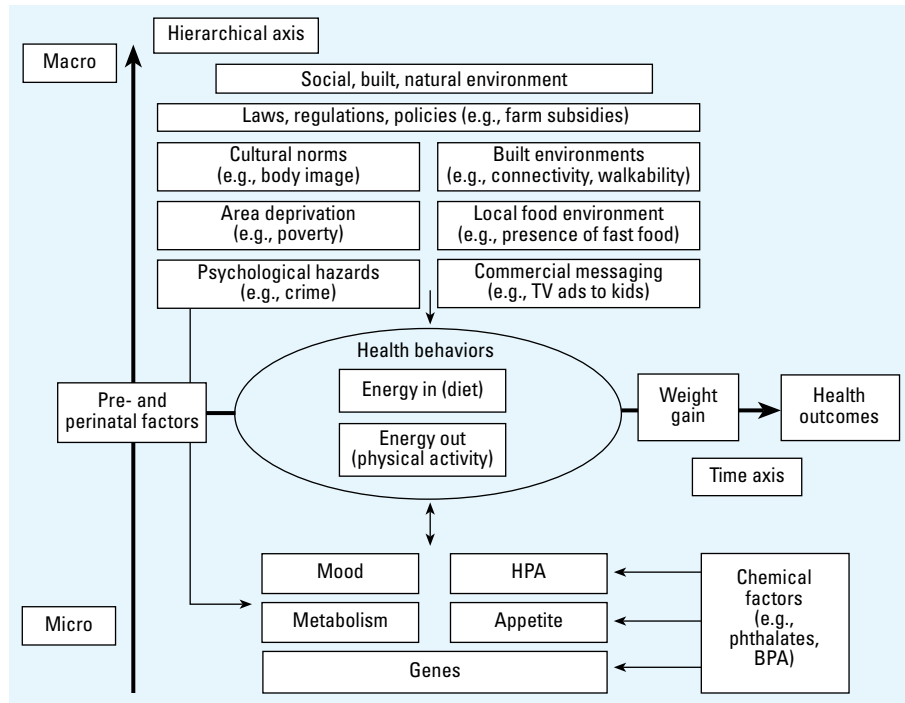 Hierarchical axis
Macro
Social, built, natural environment
Laws, regulations, policies (e.g., farm subsidies)
Cultural norms
(e.g., body image)
Built environments
(e.g., connectivity, walkability)
Area deprivation
(e.g., poverty)
Local food environment
(e.g., presence of fast food)
Psychological hazards
(e.g., crime)
Commercial messaging
(e.g., TV ads to kids)
Health behaviors
Energy in (diet)
Energy out
(physical activity)
Pre- and
perinatal factors
Weight
gain
Health
outcomes
Time axis
Mood
HPA
Metabolism
Appetite
Genes
Chemical
factors
(e.g.,
phthalates,
BPA)
Micro